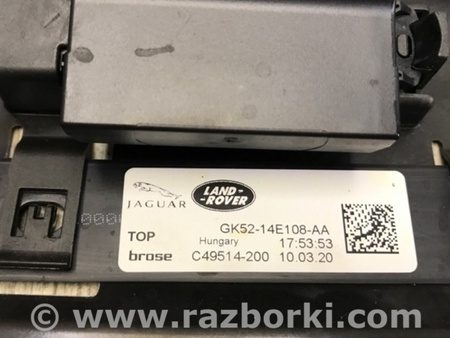 LAND-
-ROVER
JAGUAR
GK52-14E108-AA
TOP
Hungary 17:53:53
brose C49514-200 10.03.20
© www.razborki.com